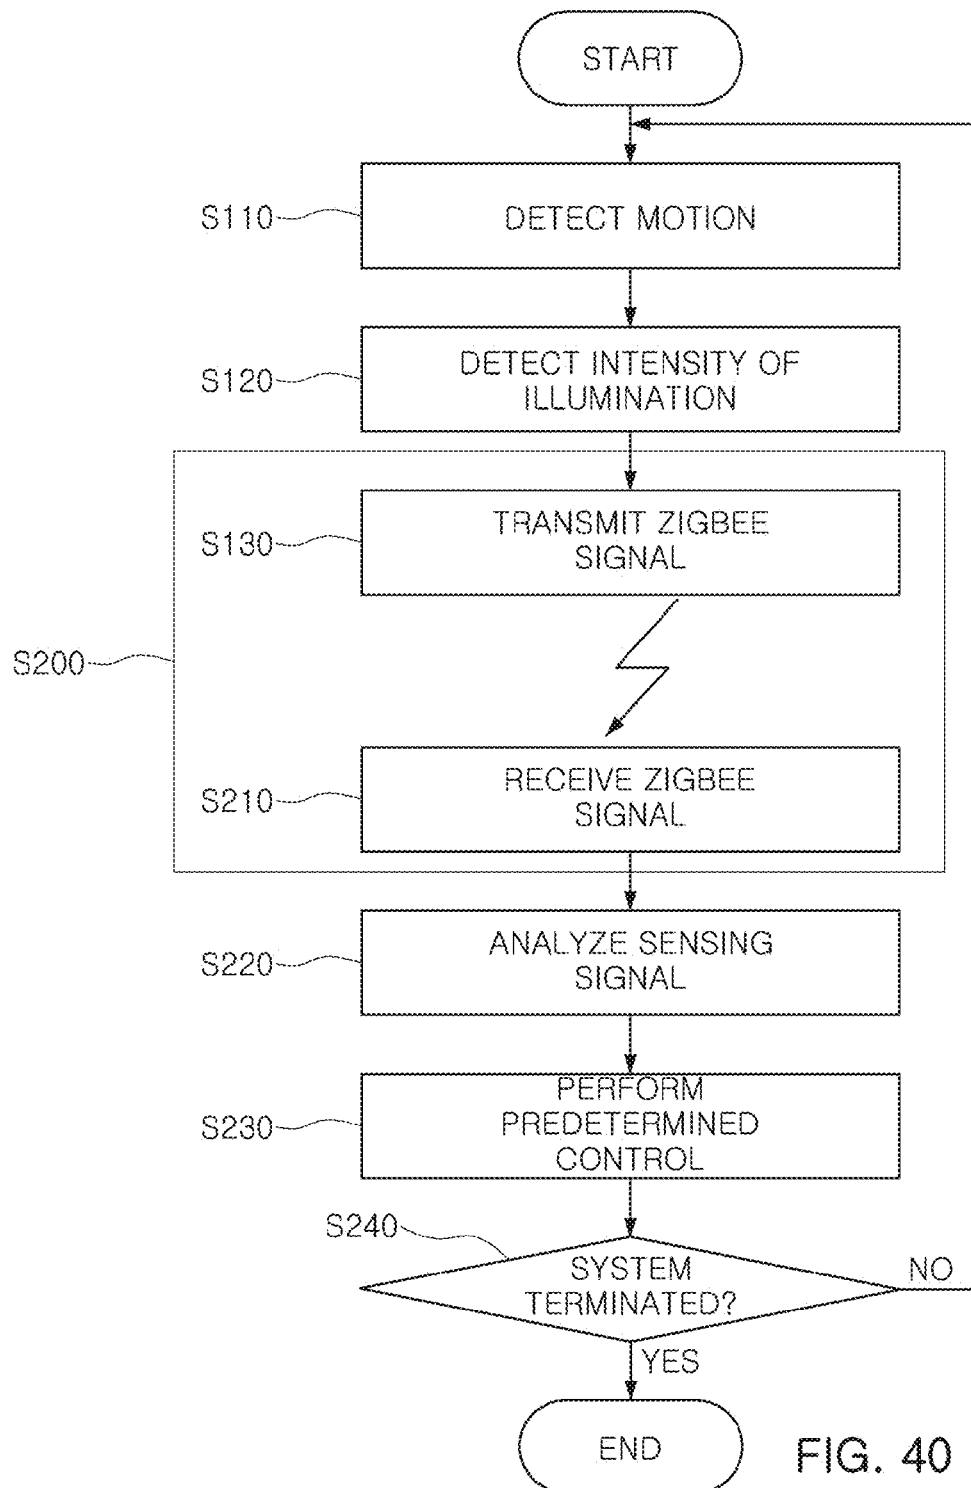 START
S110
DETECT MOTION
S120
DETECT INTENSITY OF
ILLUMINATION
S130
TRANSMIT ZIGBEE
SIGNAL
S200
S210
RECEIVE ZIGBEE
SIGNAL
S220
ANALYZE SENSING
SIGNAL
S230
PERFORM
PREDETERMINED
CONTROL
S240
SYSTEM
TERMINATED?
NO
YES
END
FIG. 40